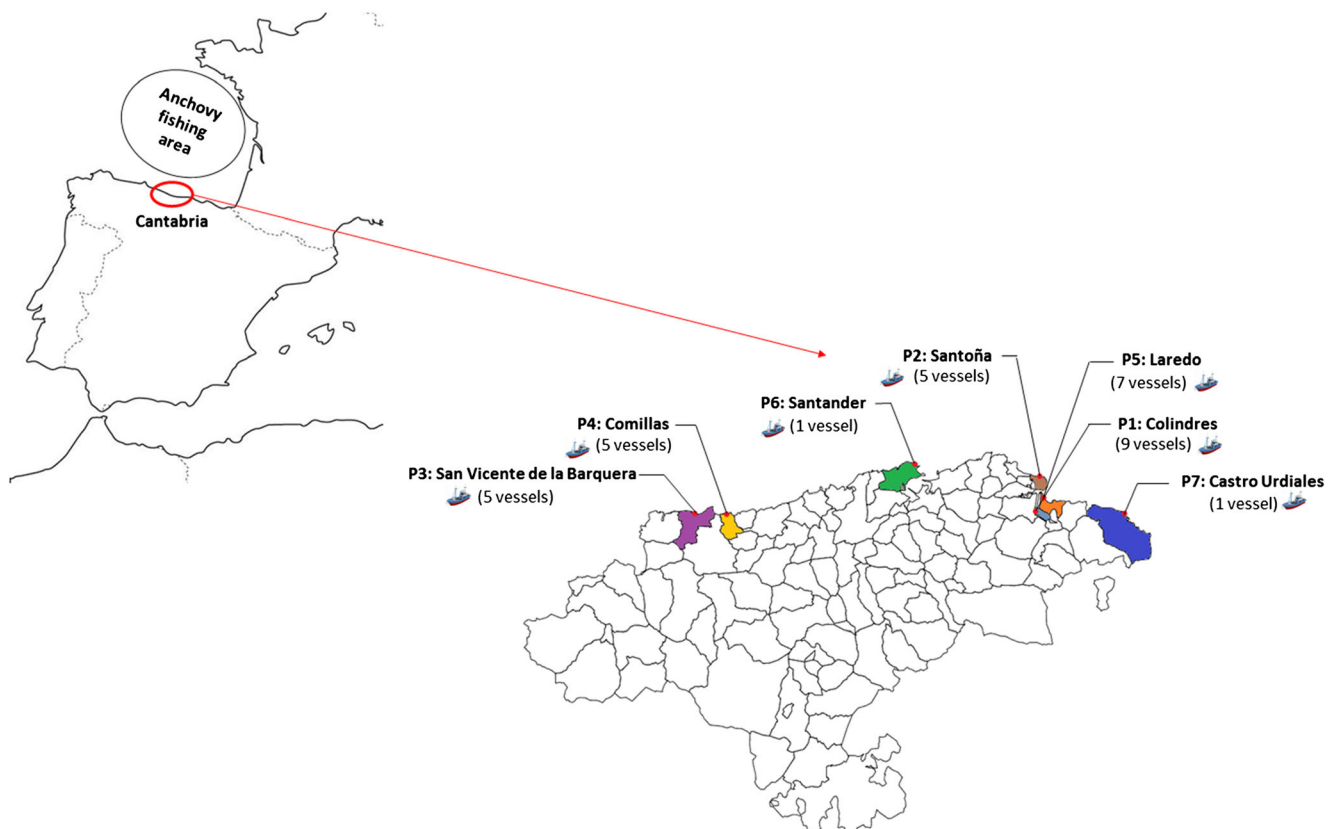 Anchovy
fishing
area
Cantabria
P2: Santoña
(5 vessels)
P5: Laredo
(7 vessels)
P6: Santander
(1 vessel)
P4: Comillas
(5 vessels)
P1: Colindres
(9 vessels)
P3: San Vicente de la Barquera
(5 vessels)
P7: Castro Urdiales
(1 vessel)